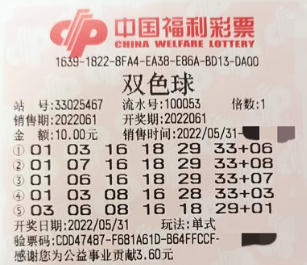 中国福利彩票
CHINA WELFARE LOTTERY
1639-1822-8FA4-EA38-E86A-BD13-DA00
双色球
站 号:33025467 流水号:100053 倍数:1
销售期:2022061 开奖期:2022061
金 额:10.00元 销售时间:2022/05/31-
① 01 03 16 18 29 33+06
② 01 07 16 18 29 33+08
③ 01 06 16 18 29 33+08
④ 01 03 08 16 28 33+03
⑤ 03 06 08 16 18 29+01
开奖日期:2022/05/31 玩法:单式
验票码:CDD47487-F681A61D-B64FFCCF-
感谢您为公益事业贡献3.60元